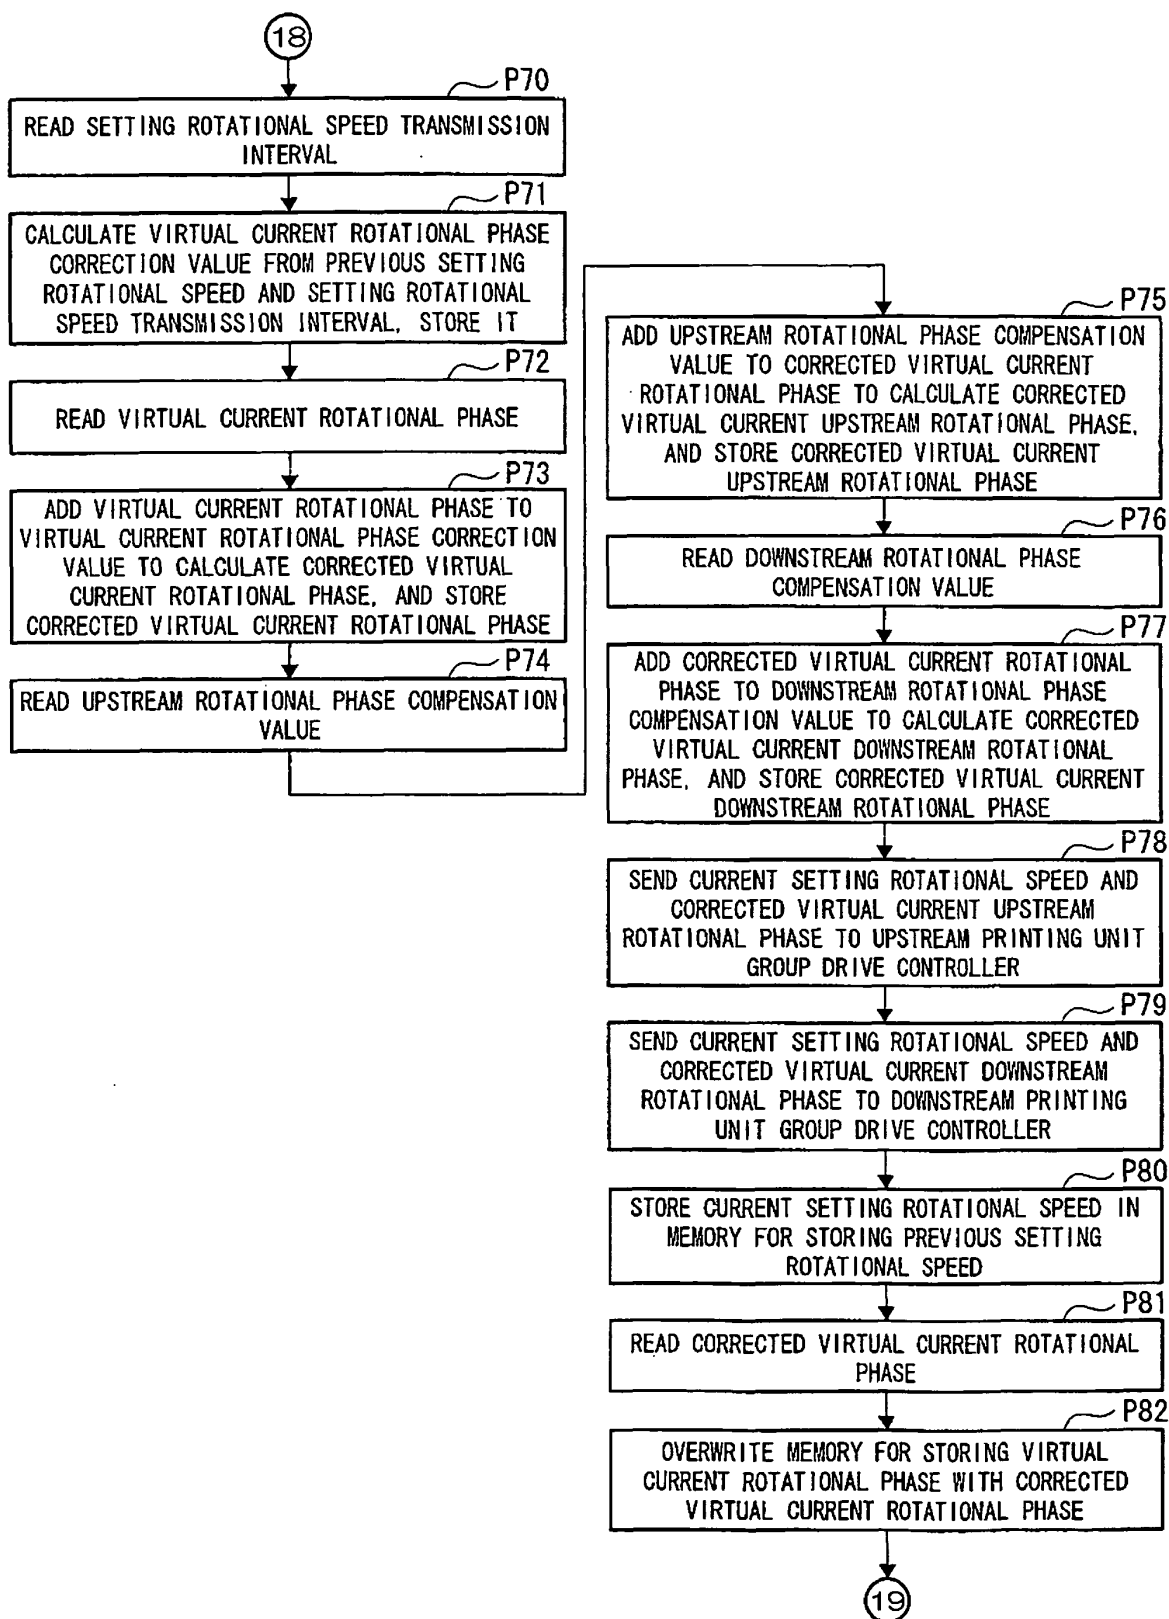 18
P70
READ SETTING ROTATIONAL SPEED TRANSMISSION
INTERVAL
P71
CALCULATE VIRTUAL CURRENT ROTATIONAL PHASE
CORRECTION VALUE FROM PREVIOUS SETTING
ROTATIONAL SPEED AND SETTING ROTATIONAL
SPEED TRANSMISSION INTERVAL, STORE IT
P72
READ VIRTUAL CURRENT ROTATIONAL PHASE
P73
ADD VIRTUAL CURRENT ROTATIONAL PHASE TO
VIRTUAL CURRENT ROTATIONAL PHASE CORRECTION
VALUE TO CALCULATE CORRECTED VIRTUAL
CURRENT ROTATIONAL PHASE, AND STORE
CORRECTED VIRTUAL CURRENT ROTATIONAL PHASE
P74
READ UPSTREAM ROTATIONAL PHASE COMPENSATION
VALUE
P75
ADD UPSTREAM ROTATIONAL PHASE COMPENSATION
VALUE TO CORRECTED VIRTUAL CURRENT
ROTATIONAL PHASE TO CALCULATE CORRECTED
VIRTUAL CURRENT UPSTREAM ROTATIONAL PHASE,
AND STORE CORRECTED VIRTUAL CURRENT
UPSTREAM ROTATIONAL PHASE
P76
READ DOWNSTREAM ROTATIONAL PHASE
COMPENSATION VALUE
P77
ADD CORRECTED VIRTUAL CURRENT ROTATIONAL
PHASE TO DOWNSTREAM ROTATIONAL PHASE
COMPENSATION VALUE TO CALCULATE CORRECTED
VIRTUAL CURRENT DOWNSTREAM ROTATIONAL
PHASE, AND STORE CORRECTED VIRTUAL CURRENT
DOWNSTREAM ROTATIONAL PHASE
P78
SEND CURRENT SETTING ROTATIONAL SPEED AND
CORRECTED VIRTUAL CURRENT UPSTREAM
ROTATIONAL PHASE TO UPSTREAM PRINTING UNIT
GROUP DRIVE CONTROLLER
P79
SEND CURRENT SETTING ROTATIONAL SPEED AND
CORRECTED VIRTUAL CURRENT DOWNSTREAM
ROTATIONAL PHASE TO DOWNSTREAM PRINTING
UNIT GROUP DRIVE CONTROLLER
P80
STORE CURRENT SETTING ROTATIONAL SPEED IN
MEMORY FOR STORING PREVIOUS SETTING
ROTATIONAL SPEED
P81
READ CORRECTED VIRTUAL CURRENT ROTATIONAL
PHASE
P82
OVERWRITE MEMORY FOR STORING VIRTUAL
CURRENT ROTATIONAL PHASE WITH CORRECTED
VIRTUAL CURRENT ROTATIONAL PHASE
19